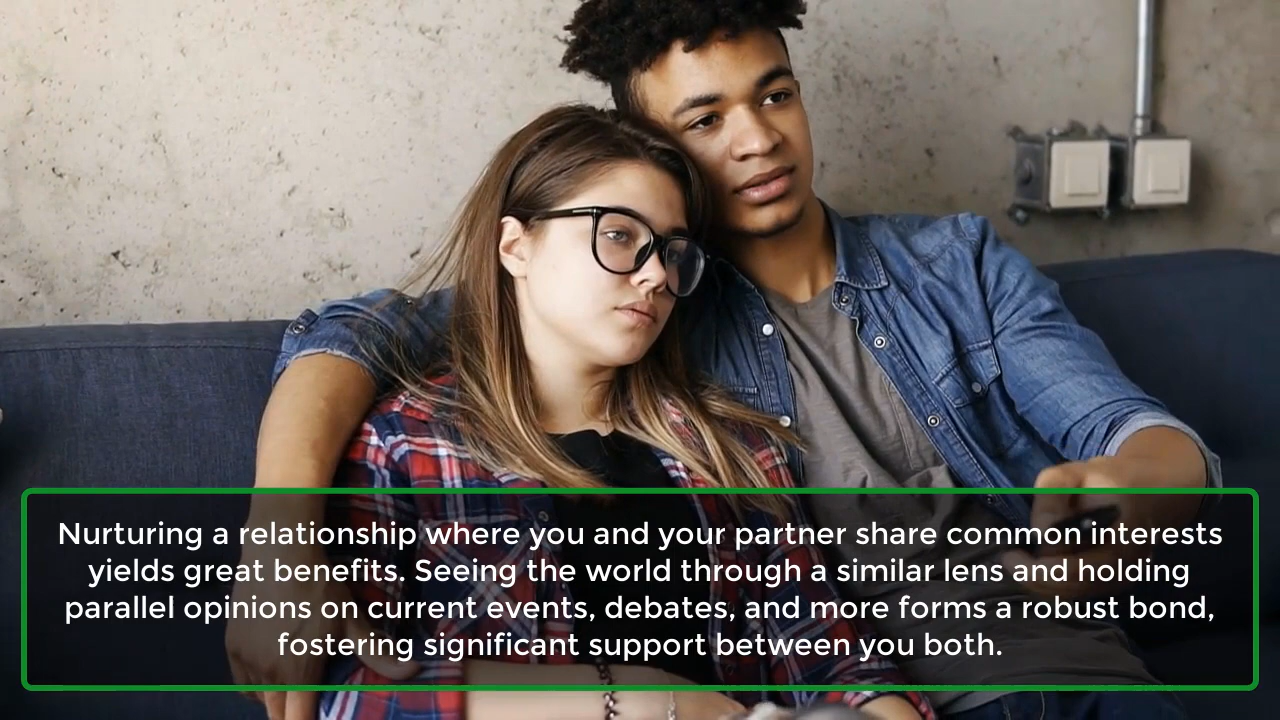 Nurturing a relationship where you and your partner share common interests
yields great benefits. Seeing the world through a similar lens and holding
parallel opinions on current events, debates, and more forms a robust bond,
fostering significant support between you both.